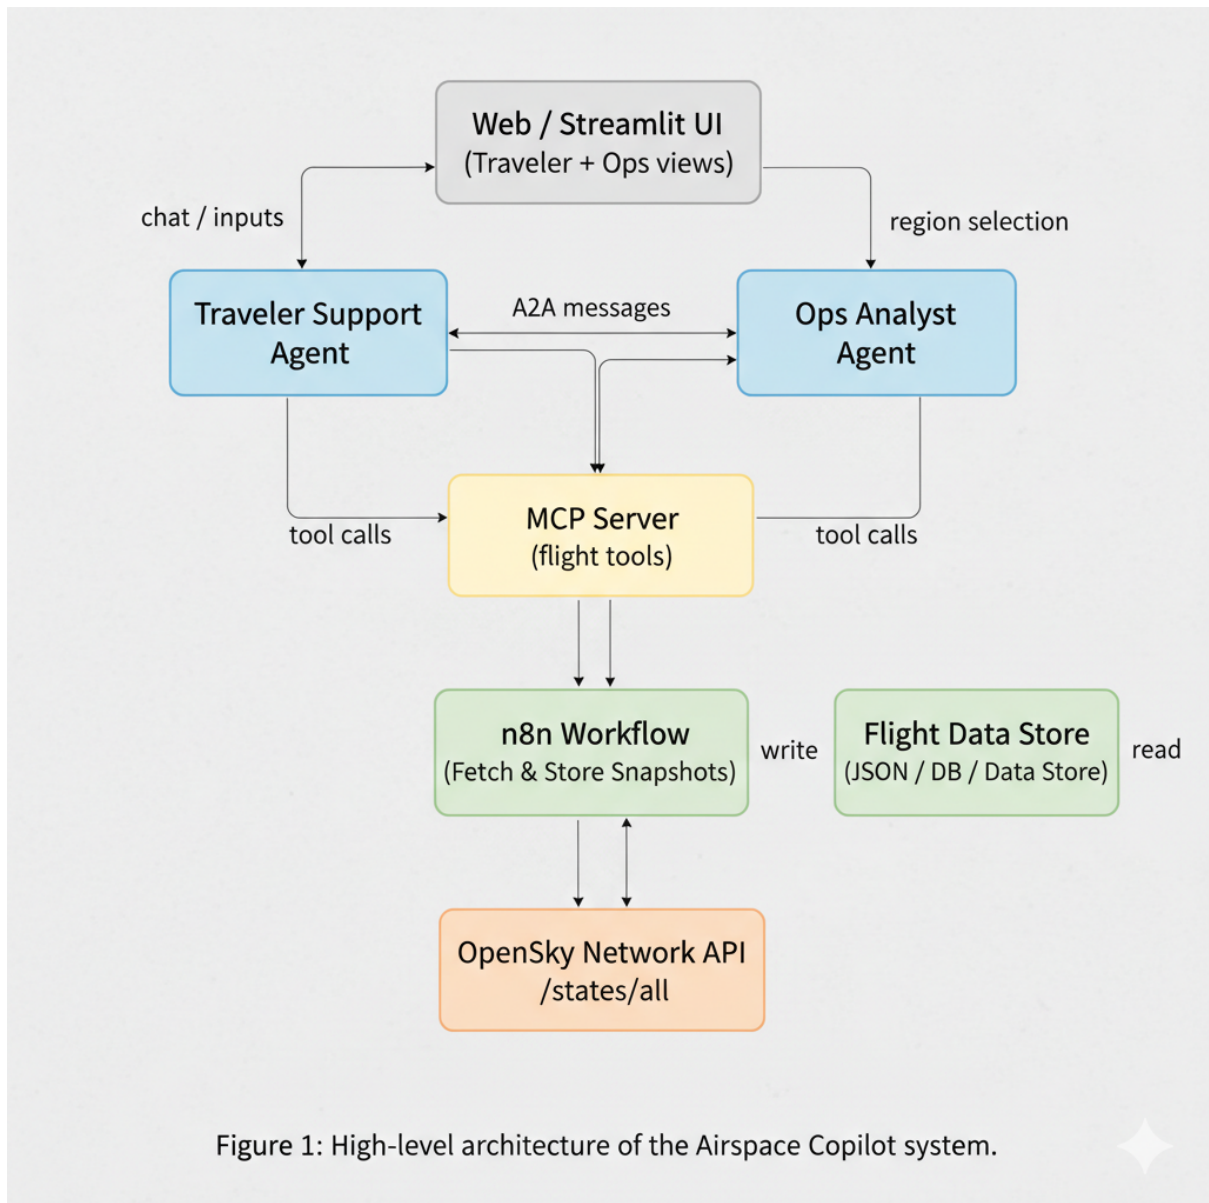 Web / Streamlit UI
(Traveler + Ops views)
chat / inputs
region selection
Traveler Support
Agent
A2A messages
Ops Analyst
Agent
MCP Server
(flight tools)
tool calls
tool calls
n8n Workflow
(Fetch & Store Snapshots)
write
Flight Data Store
(JSON / DB / Data Store)
read
OpenSky Network API
/states/all
Figure 1: High-level architecture of the Airspace Copilot system.